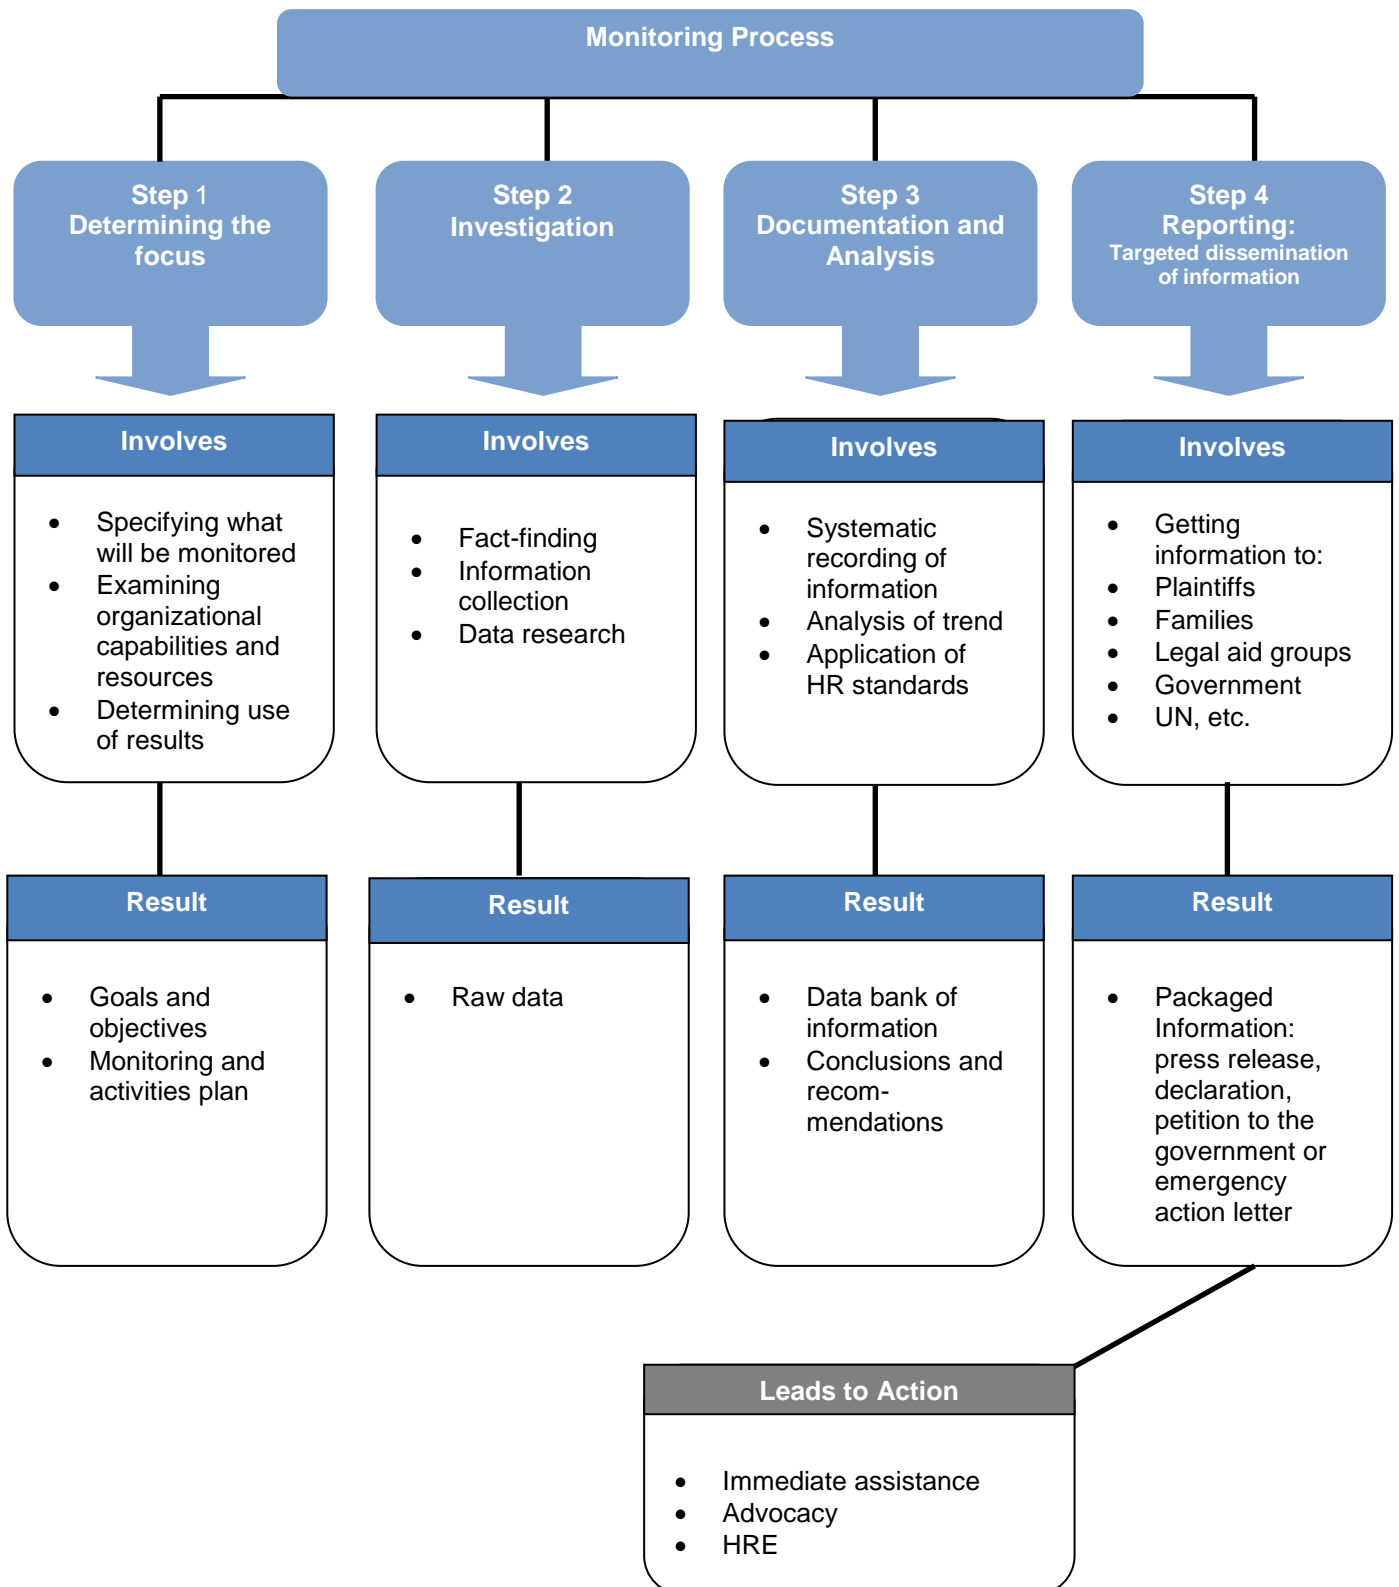 Monitoring Process
Step 1
Determining the
focus
Involves
• Specifying what
will be monitored
• Examining
organizational
capabilities and
resources
• Determining use
of results
Result
• Goals and
objectives
• Monitoring and
activities plan
Step 2
Investigation
Involves
• Fact-finding
• Information
collection
• Data research
Result
• Raw data
Step 3
Documentation and
Analysis
Involves
• Systematic
recording of
information
• Analysis of trend
• Application of
HR standards
Result
• Data bank of
information
• Conclusions and
recom-
mendations
Step 4
Reporting:
Targeted dissemination
of information
Involves
• Getting
information to:
• Plaintiffs
• Families
• Legal aid groups
• Government
• UN, etc.
Result
• Packaged
Information:
press release,
declaration,
petition to the
government or
emergency
action letter
Leads to Action
• Immediate assistance
• Advocacy
• HRE